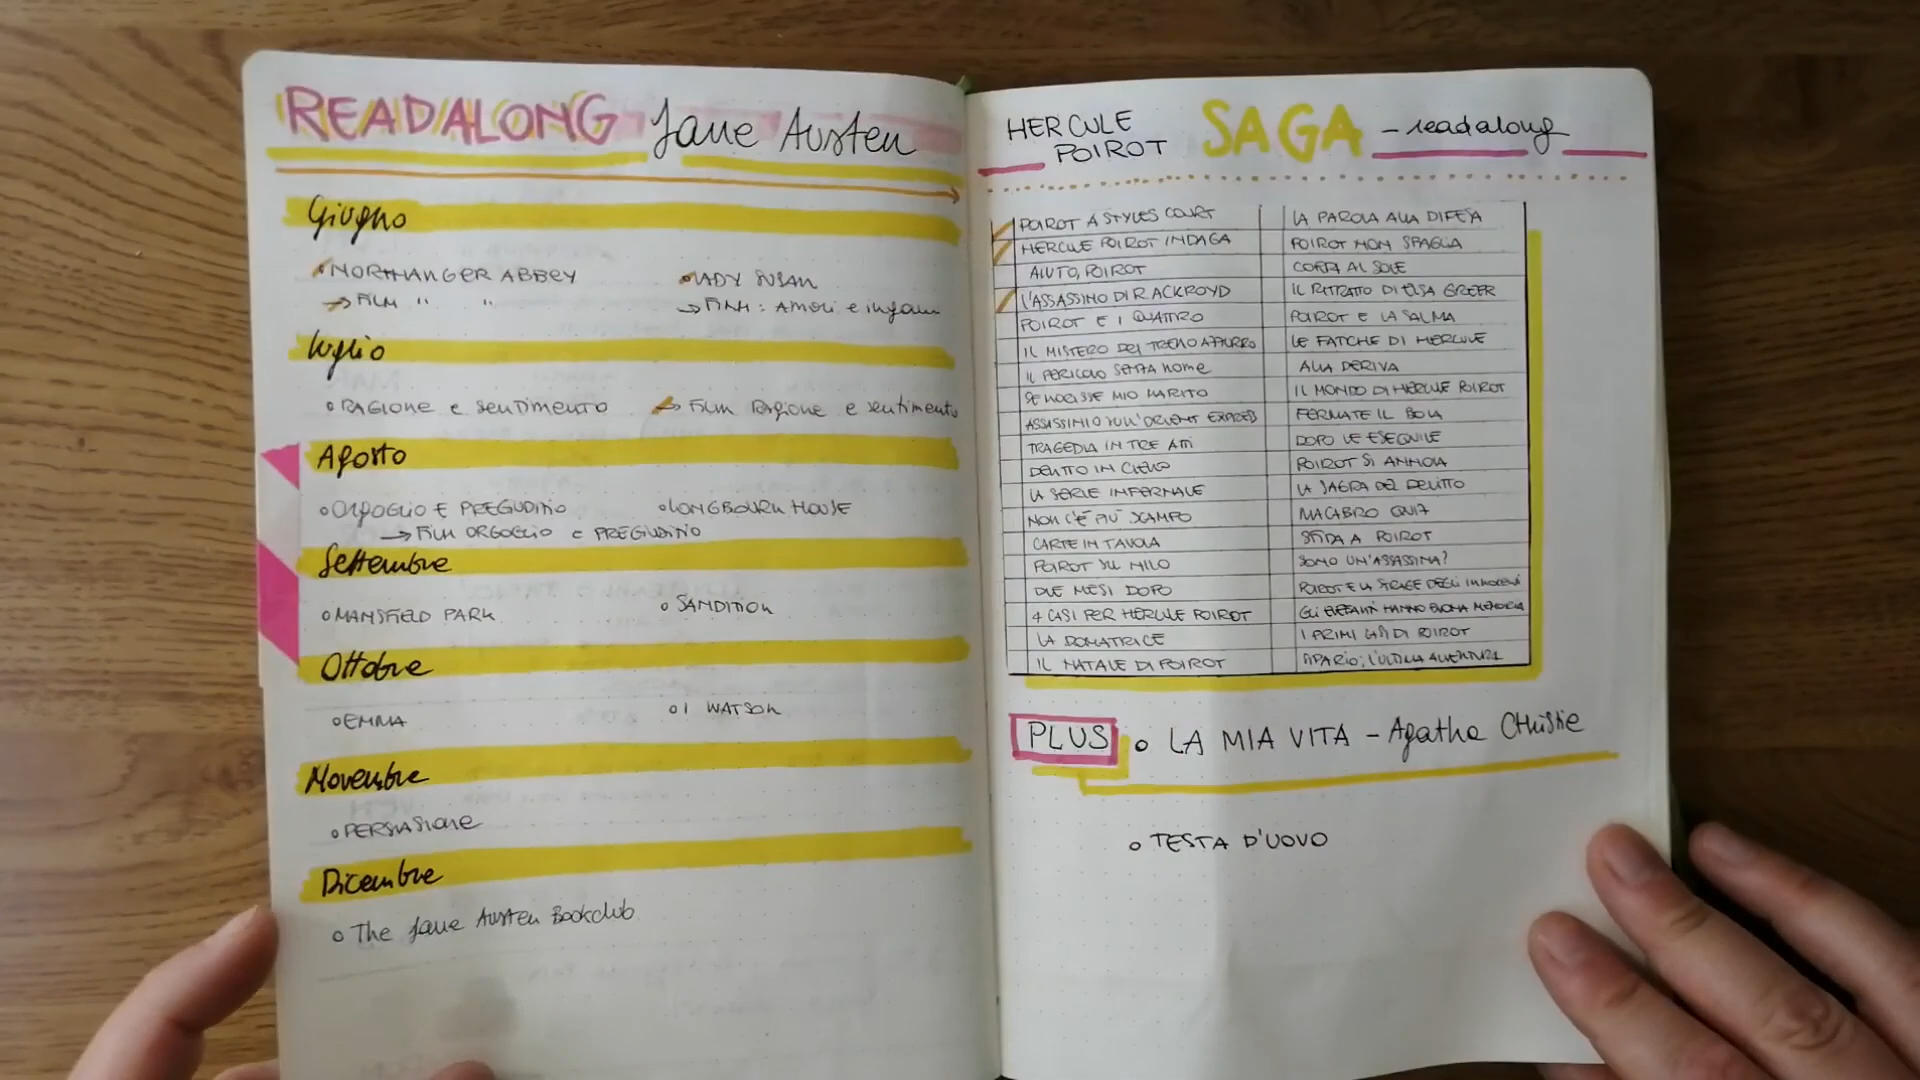 READALONG Jane Austen
Giugno
NORTHANGER ABBEY
→ FILM " "
LADY SUSAN
→ FILM: Amori e inganni
luglio
RAGIONE e SENTIMENTO
→ FILM Ragione e sentimento
Agosto
ORGOGLIO E PREGIUDIZIO
LONGBOURN HOUSE
→ FILM ORGOGLIO e PREGIUDIZIO
Settembre
MANSFIELD PARK
SANDITON
Ottobre
EMMA
I WATSON
Novembre
PERSUASIONE
Dicembre
The Jane Austen Bookclub
HERCULE POIROT SAGA - readalong
POIROT A STYLES COURT
HERCULE POIROT INDAGA
AIUTO, POIROT
L'ASSASSINO DI R. ACKROYD
POIROT E I QUATTRO
IL MISTERO DEL TRENO AZZURRO
IL PERICOLO SENZA NOME
SE MORISSE MIO MARITO
ASSASSINIO SULL'ORIENT EXPRESS
TRAGEDIA IN TRE ATTI
DELITTO IN CIELO
LA SERIE INFERNALE
NON C'È PIÙ SCAMPO
CARTE IN TAVOLA
POIROT SUL NILO
DUE MESI DOPO
4 CASI PER HERCULE POIROT
LA DOMATRICE
IL NATALE DI POIROT
LA PAROLA ALLA DIFESA
POIROT NON SBAGLIA
CORPI AL SOLE
IL RITRATTO DI ELSA GREER
POIROT E LA SALMA
LE FATICHE DI HERCULE
ALLA DERIVA
IL MONDO DI HERCULE POIROT
FERMATE IL BOIA
DOPO LE ESEQUIE
POIROT SI ANNOIA
LA SAGRA DEL DELITTO
MACABRO QUIZ
SFIDA A POIROT
SONO UN'ASSASSINA?
POIROT E LA STRAGE DEGLI INNOCENTI
GLI ELEFANTI HANNO BUONA MEMORIA
I PRIMI CASI DI POIROT
SIPARIO; L'ULTIMA AVVENTURA
PLUS
LA MIA VITA - Agatha Christie
TESTA D'UOVO